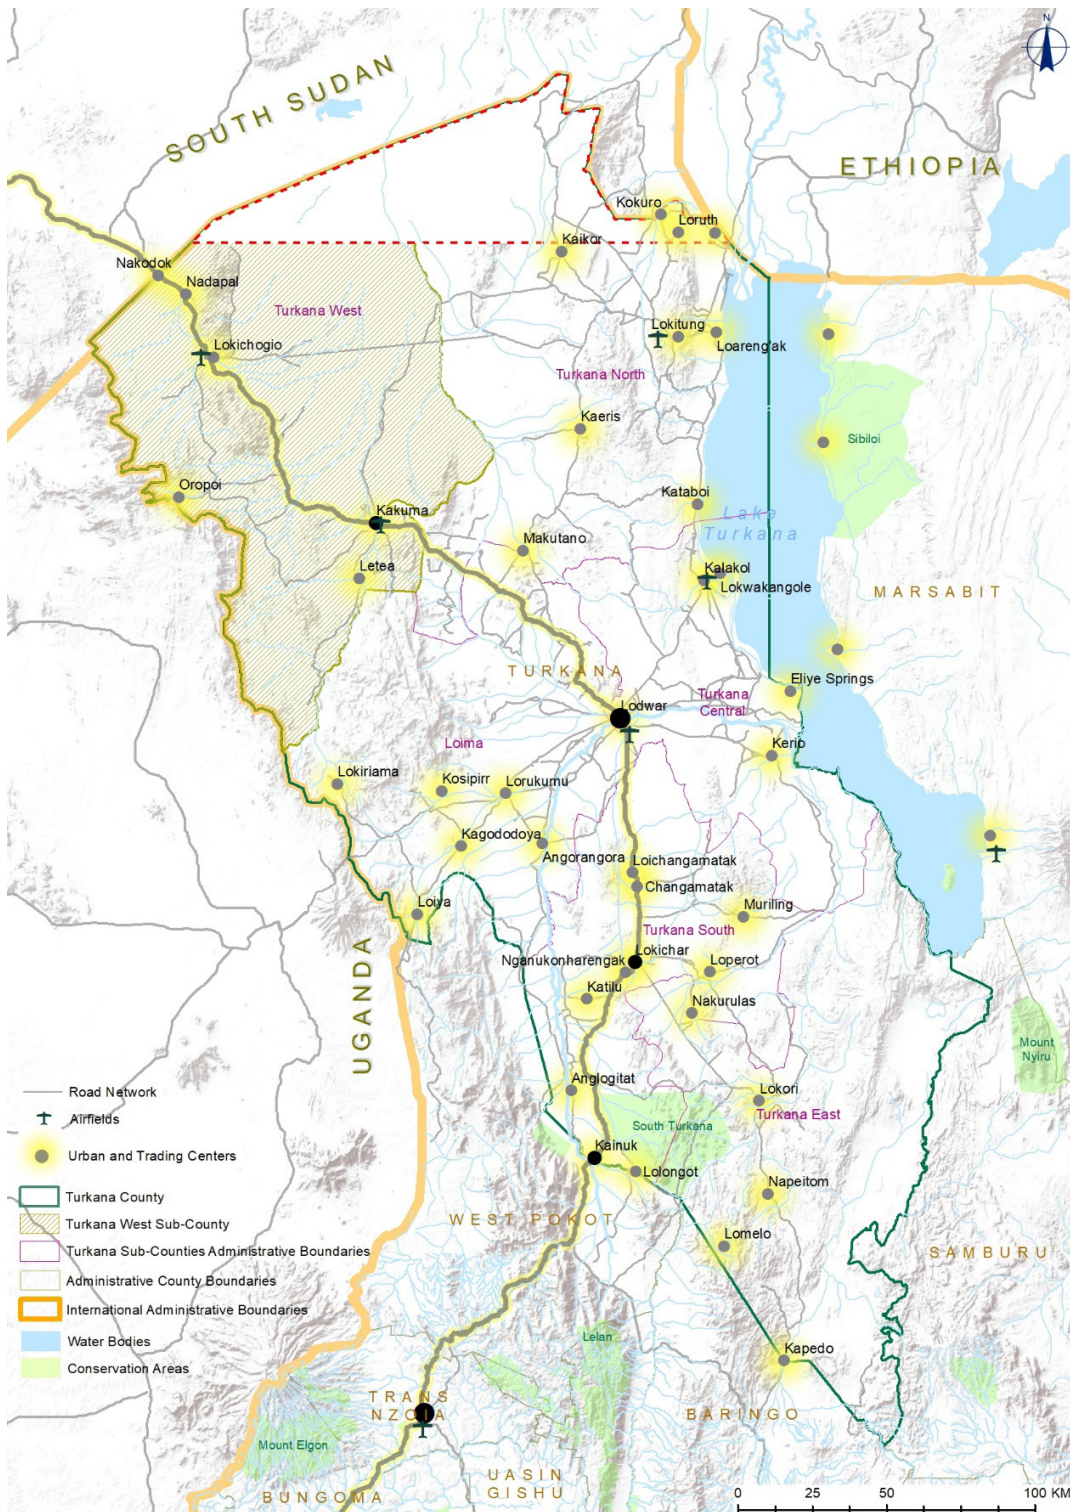 N
SOUTH SUDAN
ETHIOPIA
Kokuro
Loruth
Kaikor
Nakodok
Nadapal
Turkana West
Lokichogio
Lokitung
Loareng'ak
Turkana North
Kaeris
Sibiloi
Oropoi
Kataboi
Kakuma
Lake
Turkana
Makutano
Letea
Kalakol
Lokwakangole
MARSABIT
TURKANA
Eliye Springs
Turkana
Central
Lodwar
Loima
Kerio
Lokiriama
Kosipirr
Lorukumu
Kagododoya
Angorangora
Loichangamatak
Changamatak
Loiya
Muriling
Turkana South
UGANDA
Lokichar
Nganukonharengak
Loperot
Katilu
Nakurulas
Mount
Nyiru
Anglogitat
Lokori
Turkana East
South Turkana
Kainuk
Lolongot
Napeitom
WEST POKOT
Lomelo
SAMBURU
Lelan
Kapedo
TRANS
NZOIA
BARINGO
Mount Elgon
UASIN
GISHU
BUNGOMA
Road Network
Airfields
Urban and Trading Centers
Turkana County
Turkana West Sub-County
Turkana Sub-Counties Administrative Boundaries
Administrative County Boundaries
International Administrative Boundaries
Water Bodies
Conservation Areas
0 25 50 100 KM